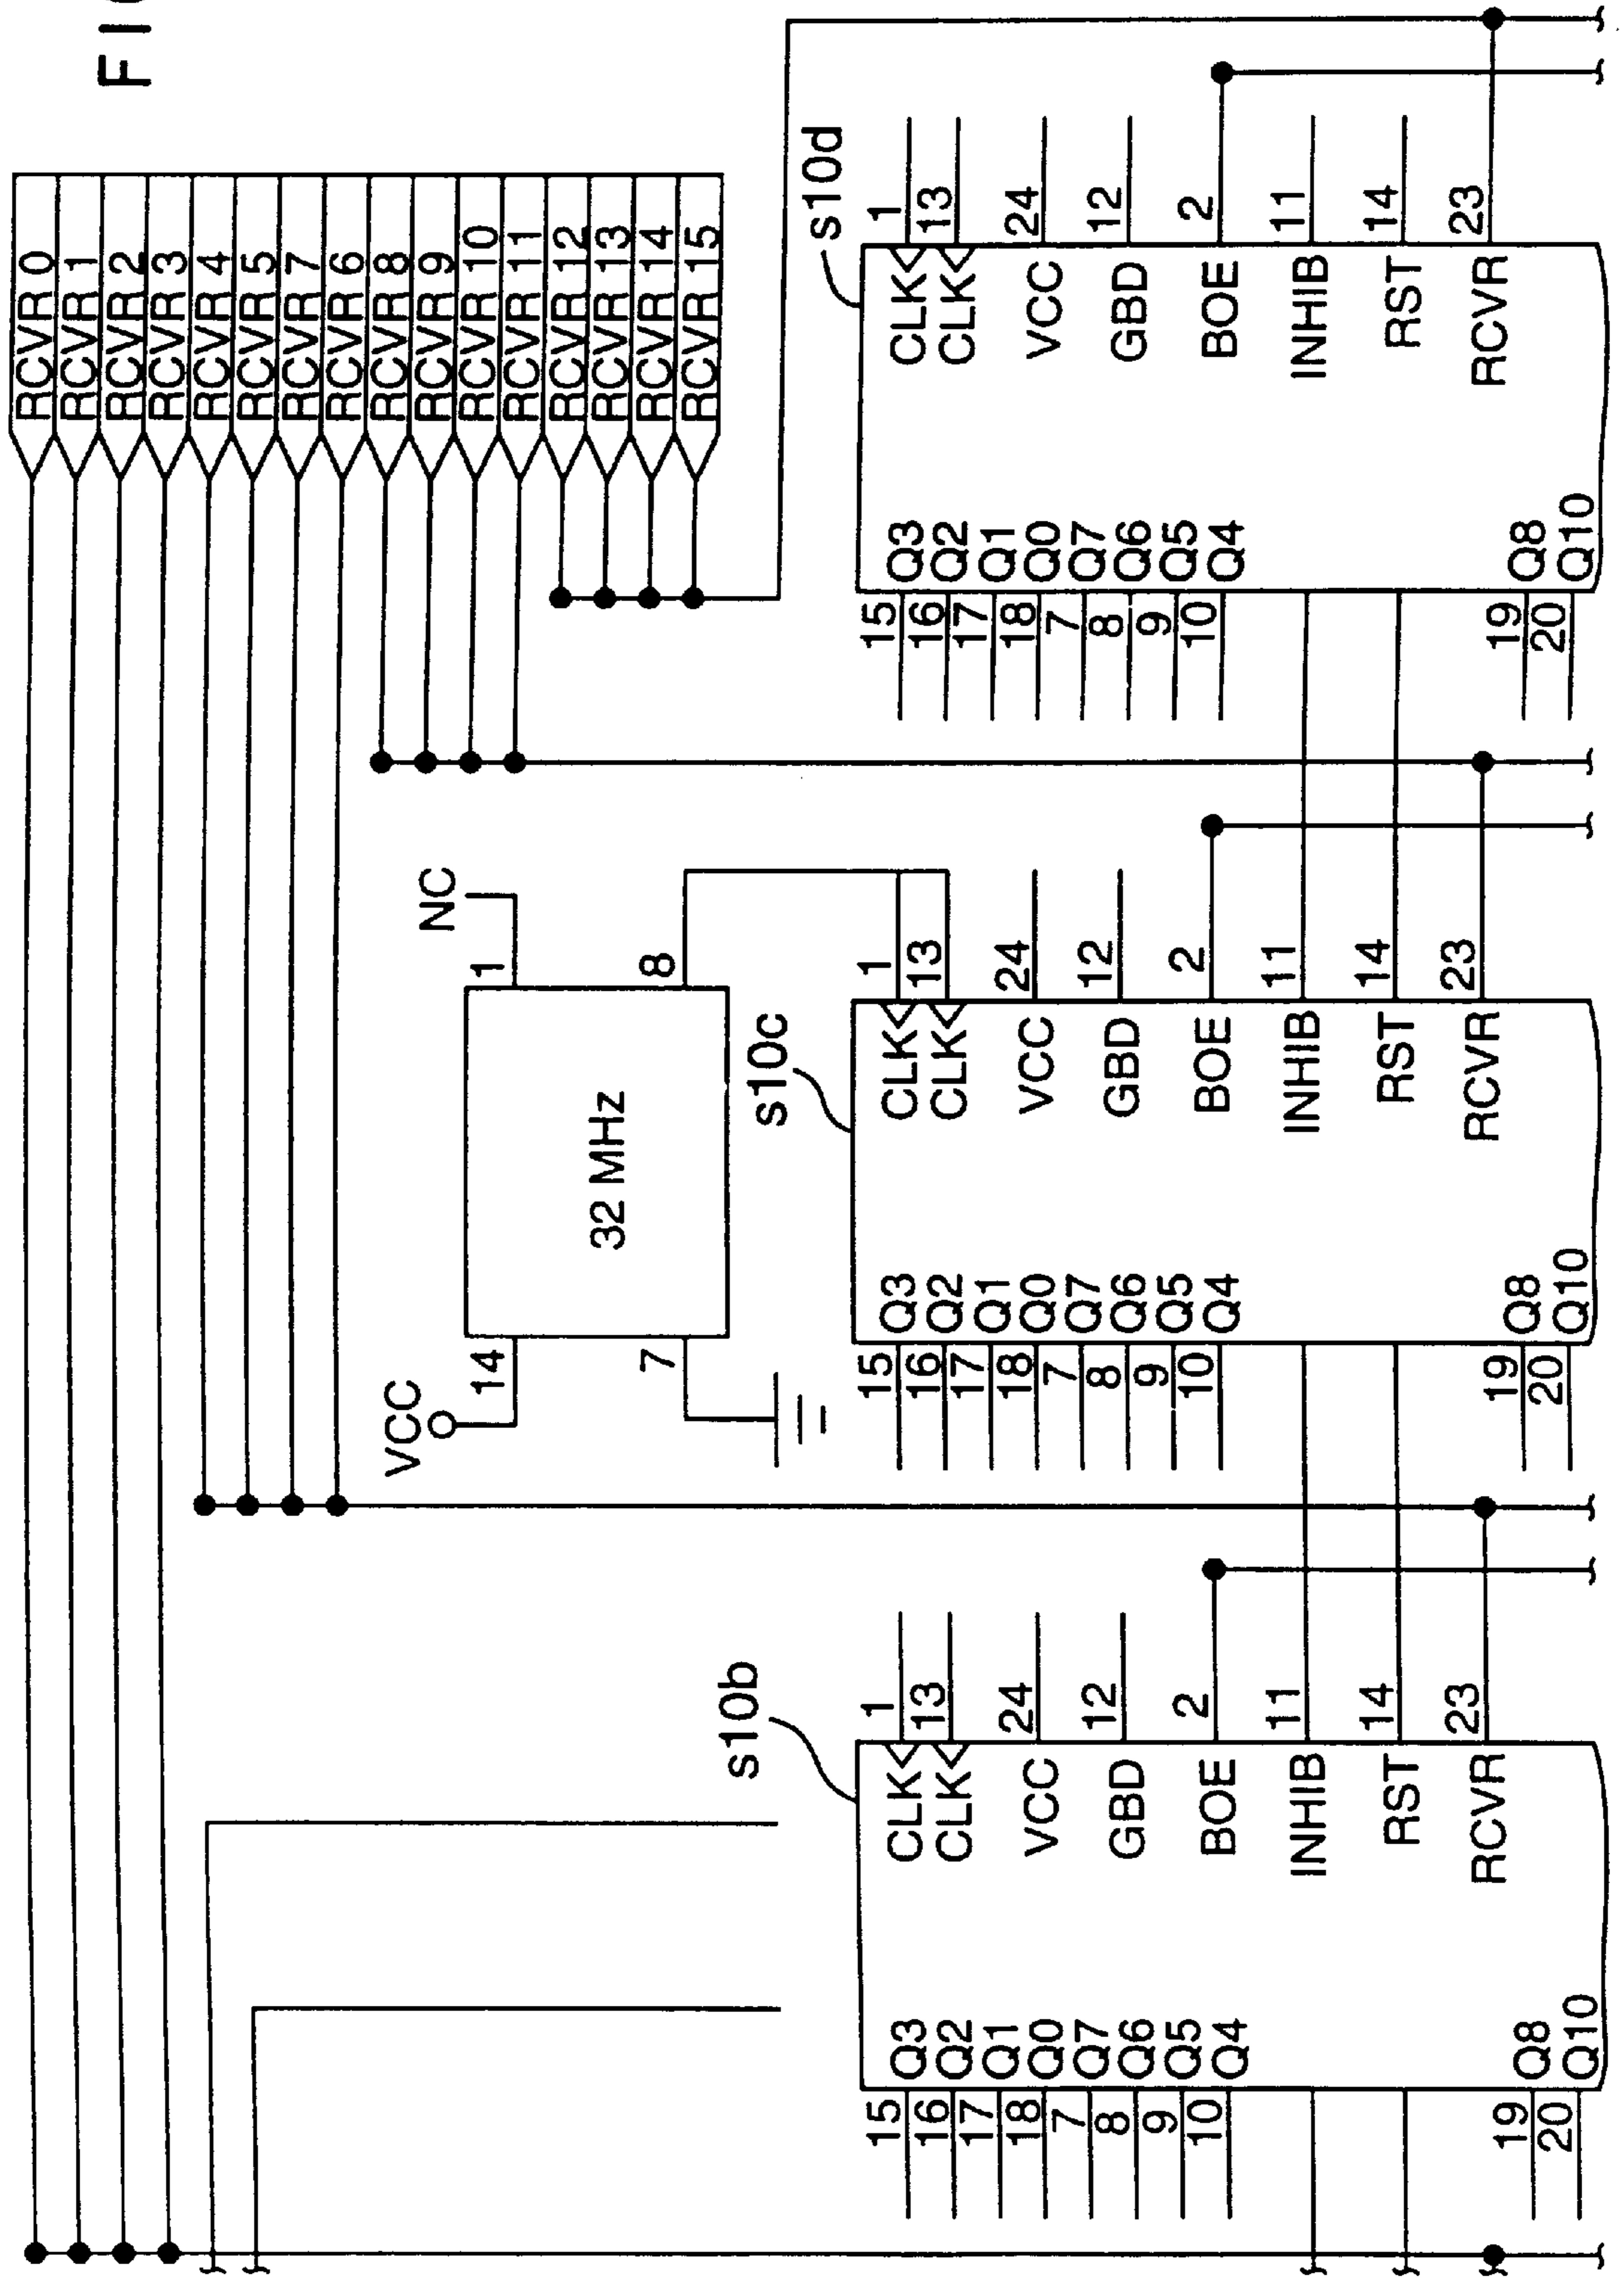 FIG
RCVR 0
RCVR 1
RCVR 2
RCVR 3
RCVR 4
RCVR 5
RCVR 7
RCVR 6
RCVR 8
RCVR 9
RCVR 10
RCVR 11
RCVR 12
RCVR 13
RCVR 14
RCVR 15
VCC
14
7
32 MHz
1
8
NC
s10b
15 Q3 CLK 1
16 Q2 CLK 13
17 Q1
18 Q0 VCC 24
7 Q7
8 Q6 GBD 12
9 Q5
10 Q4 BOE 2
INHIB 11
RST 14
RCVR 23
19 Q8
20 Q10
s10c
15 Q3 CLK 1
16 Q2 CLK 13
17 Q1
18 Q0 VCC 24
7 Q7
8 Q6 GBD 12
9 Q5
10 Q4 BOE 2
INHIB 11
RST 14
RCVR 23
19 Q8
20 Q10
s10d
15 Q3 CLK 1
16 Q2 CLK 13
17 Q1
18 Q0 VCC 24
7 Q7
8 Q6 GBD 12
9 Q5
10 Q4 BOE 2
INHIB 11
RST 14
RCVR 23
19 Q8
20 Q10